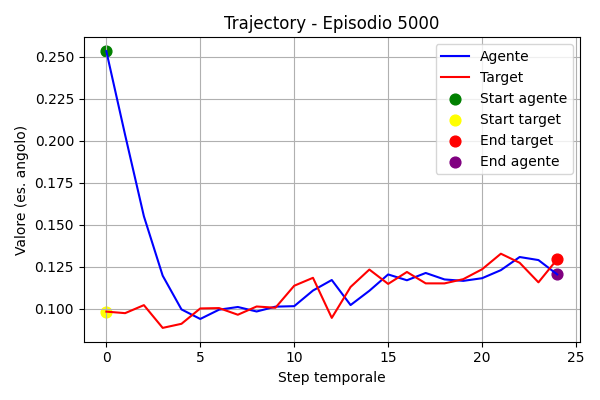 Trajectory - Episodio 5000
Valore (es. angolo)
0.250
0.225
0.200
0.175
0.150
0.125
0.100
Agente
Target
Start agente
Start target
End target
End agente
0
5
10
15
20
25
Step temporale